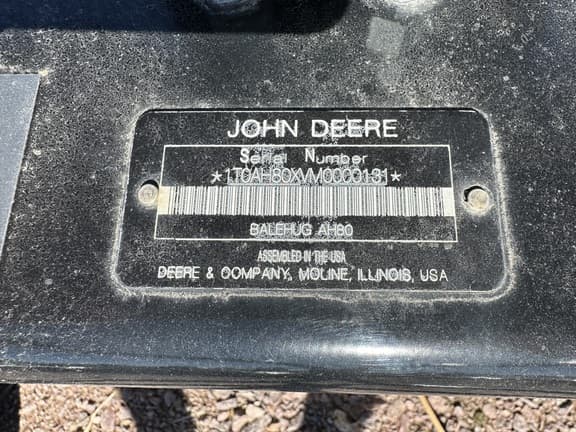 JOHN DEERE
Serial Number
*1T0AH80XVM0000131*
BALEHUG AH80
ASSEMBLED IN THE USA
DEERE & COMPANY, MOLINE, ILLINOIS, USA